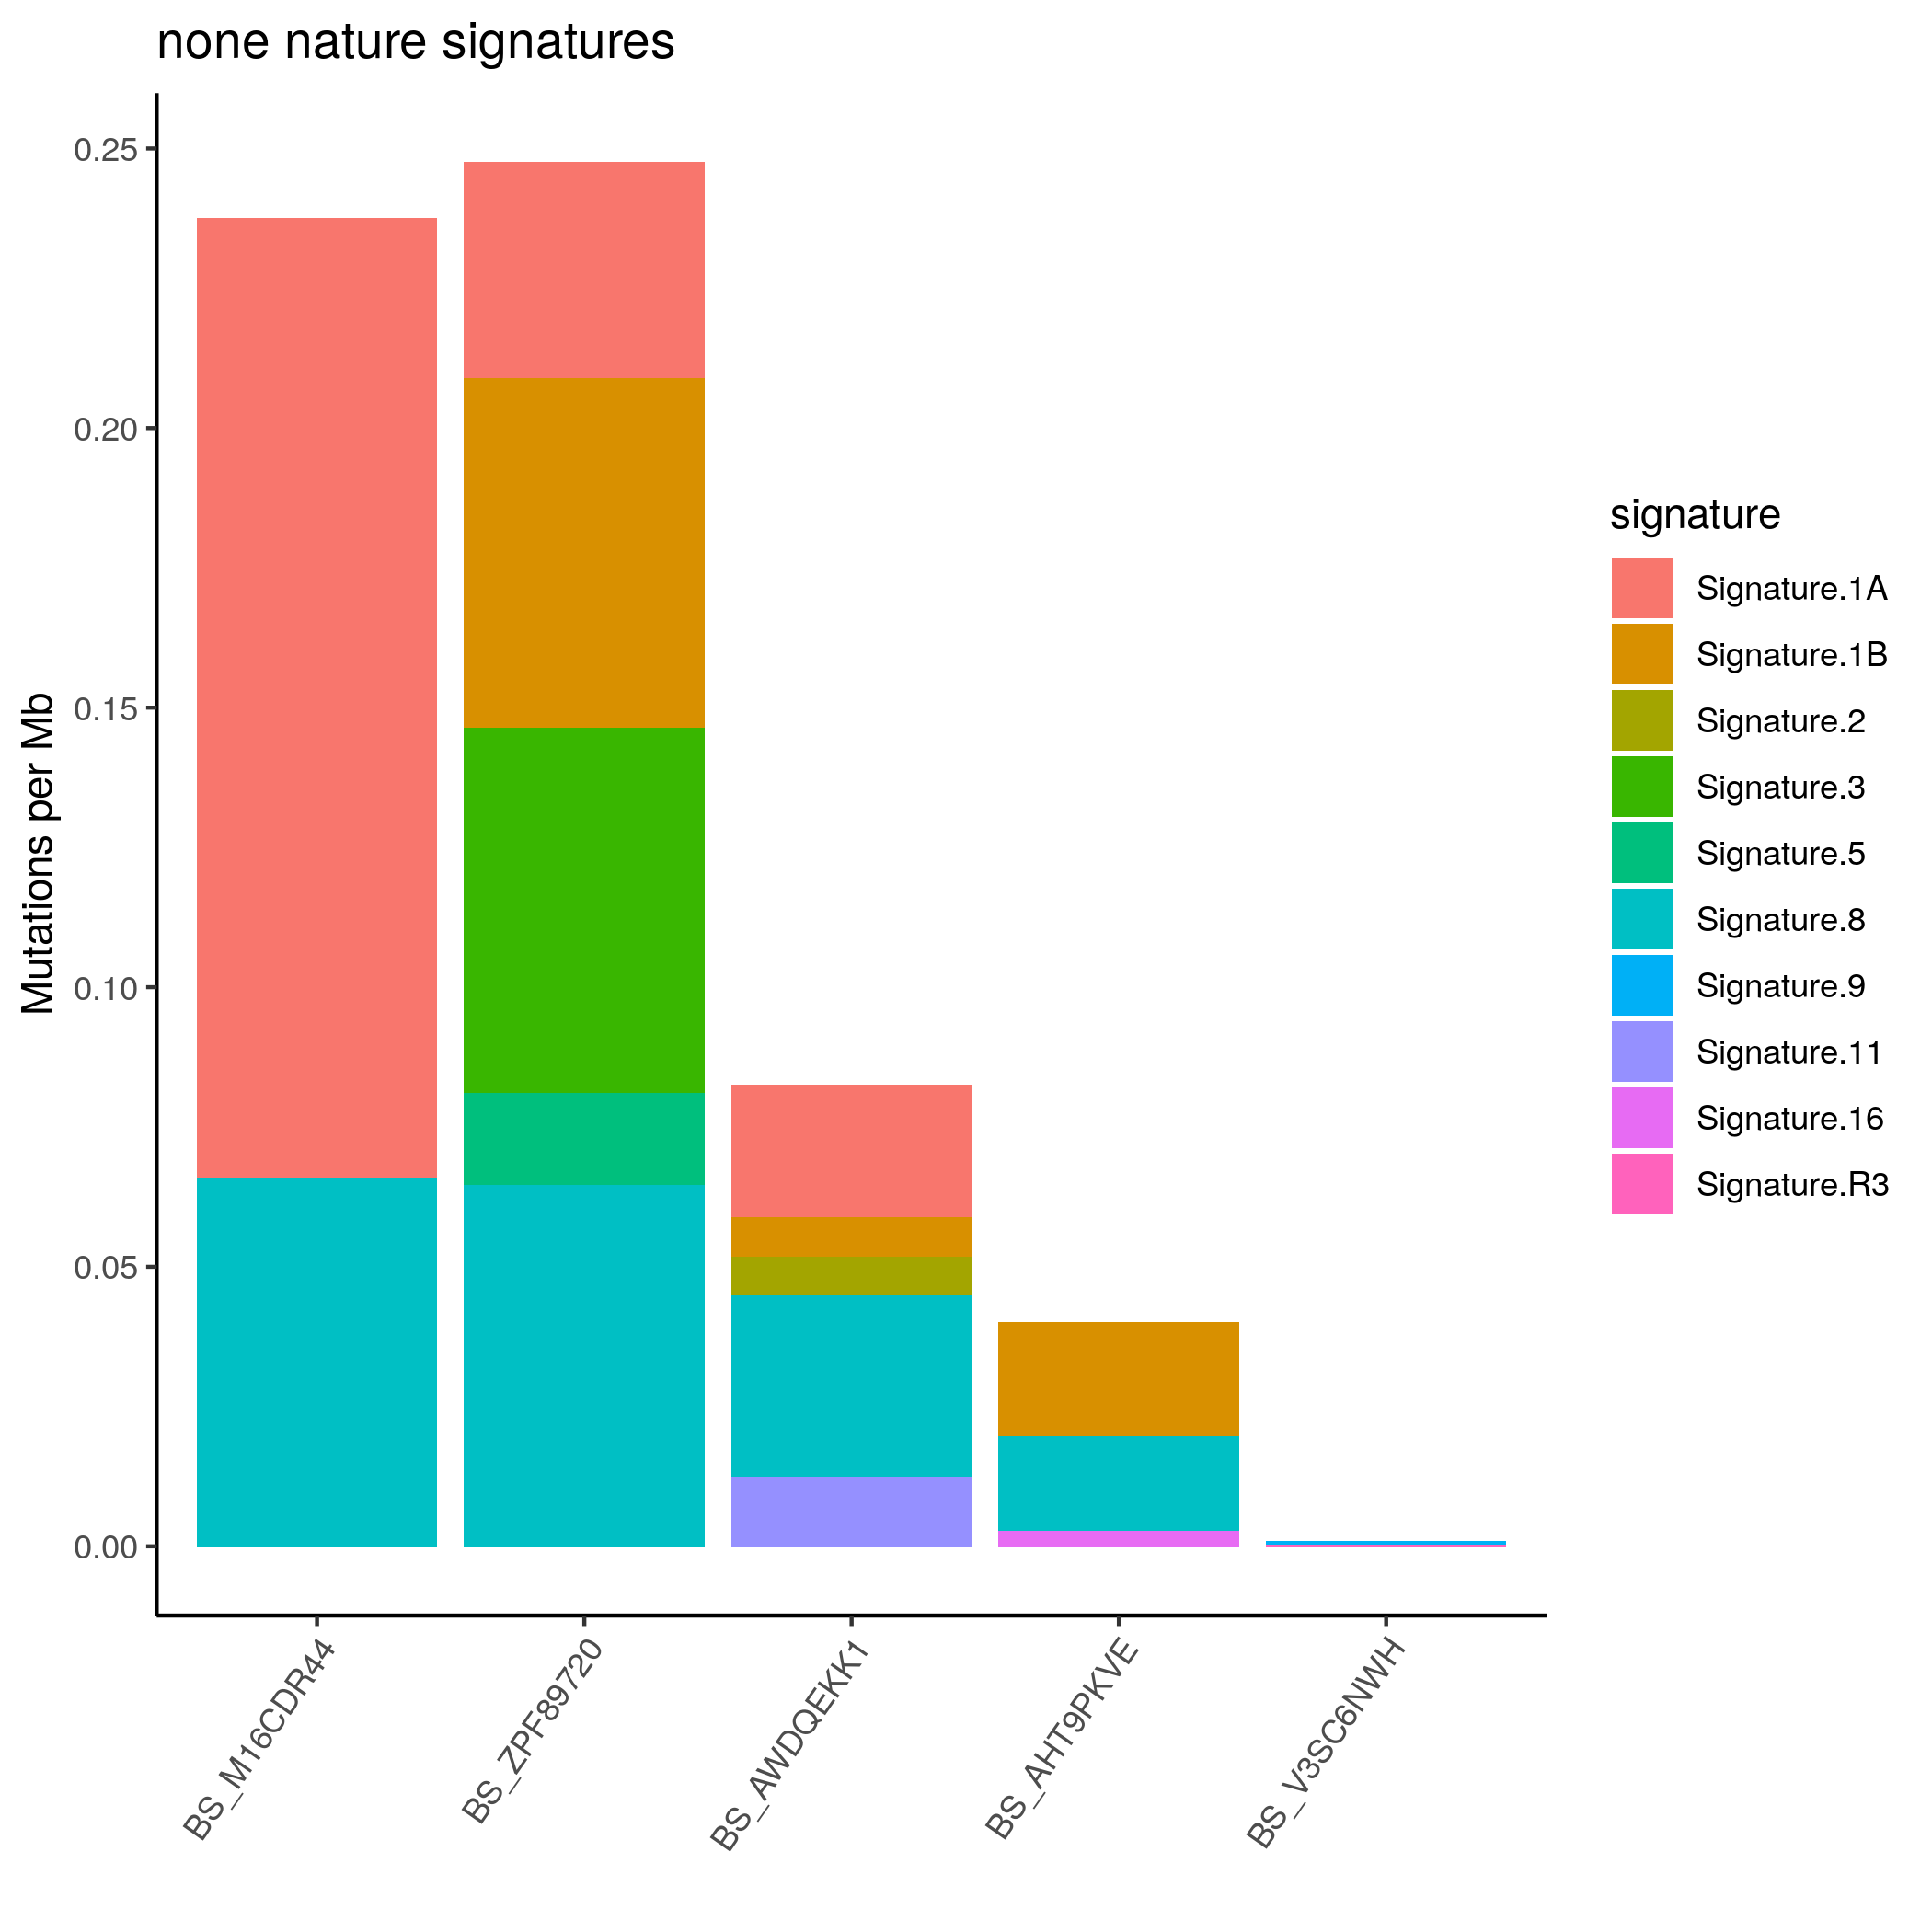 none nature signatures
Mutations per Mb
0.25
0.20
0.15
0.10
0.05
0.00
BS_M16CDR44
BS_ZPF89720
BS_AWDQEKK1
BS_AHT9PKVE
BS_V3SC6NWH
signature
Signature.1A
Signature.1B
Signature.2
Signature.3
Signature.5
Signature.8
Signature.9
Signature.11
Signature.16
Signature.R3